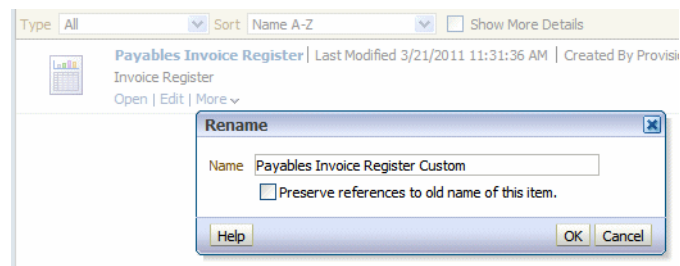 Type All Sort Name A-Z Show More Details
Payables Invoice Register | Last Modified 3/21/2011 11:31:36 AM | Created By Provisi
Invoice Register
Open | Edit | More
Rename
Name Payables Invoice Register Custom
Preserve references to old name of this item.
Help OK Cancel